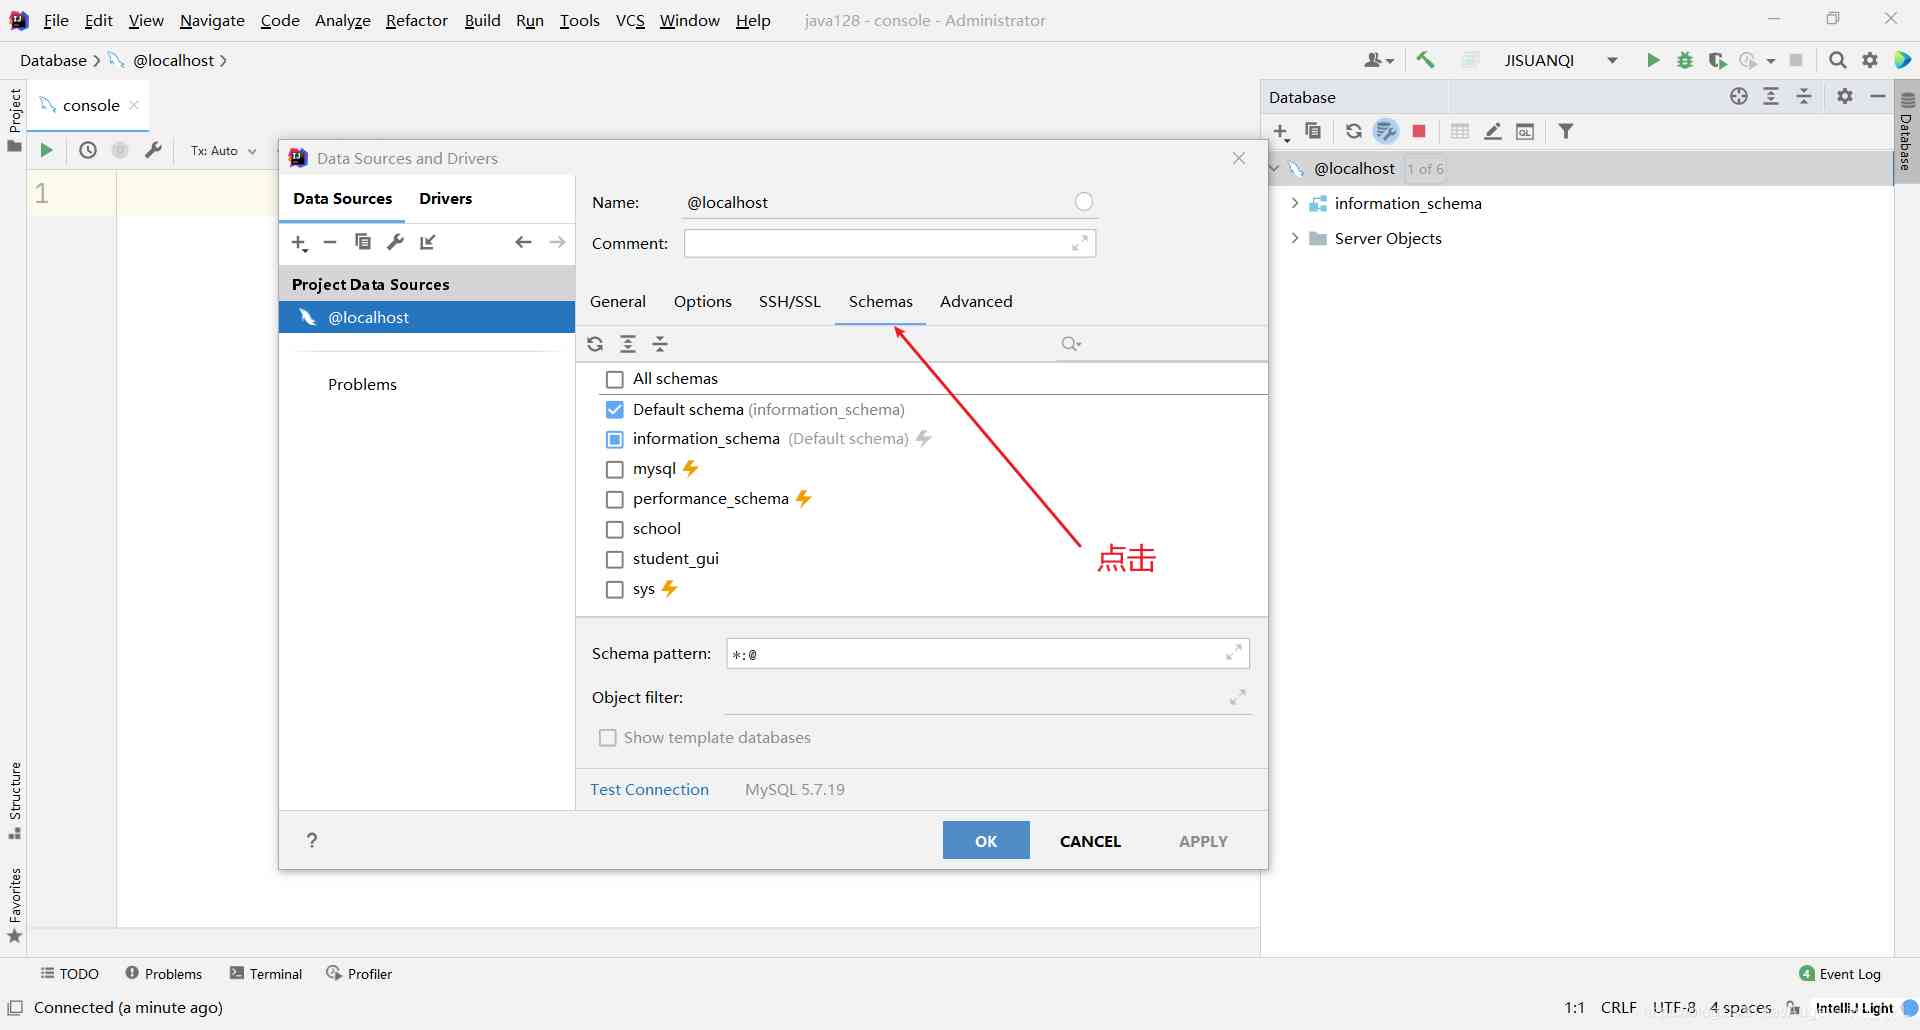 File Edit View Navigate Code Analyze Refactor Build Run Tools VCS Window Help java128 - console - Administrator
Database @localhost
JISUANQI
Project
console
Tx: Auto
1
Data Sources and Drivers
Data Sources Drivers
Project Data Sources
@localhost
Problems
Name: @localhost
Comment:
General Options SSH/SSL Schemas Advanced
All schemas
Default schema (information_schema)
information_schema (Default schema)
mysql
performance_schema
school
student_gui
sys
点击
Schema pattern: *:@
Object filter:
Show template databases
Test Connection MySQL 5.7.19
? OK CANCEL APPLY
Database
@localhost 1 of 6
information_schema
Server Objects
Database
Structure
Favorites
TODO Problems Terminal Profiler
4 Event Log
Connected (a minute ago)
1:1 CRLF UTF-8 4 spaces IntelliJ Light